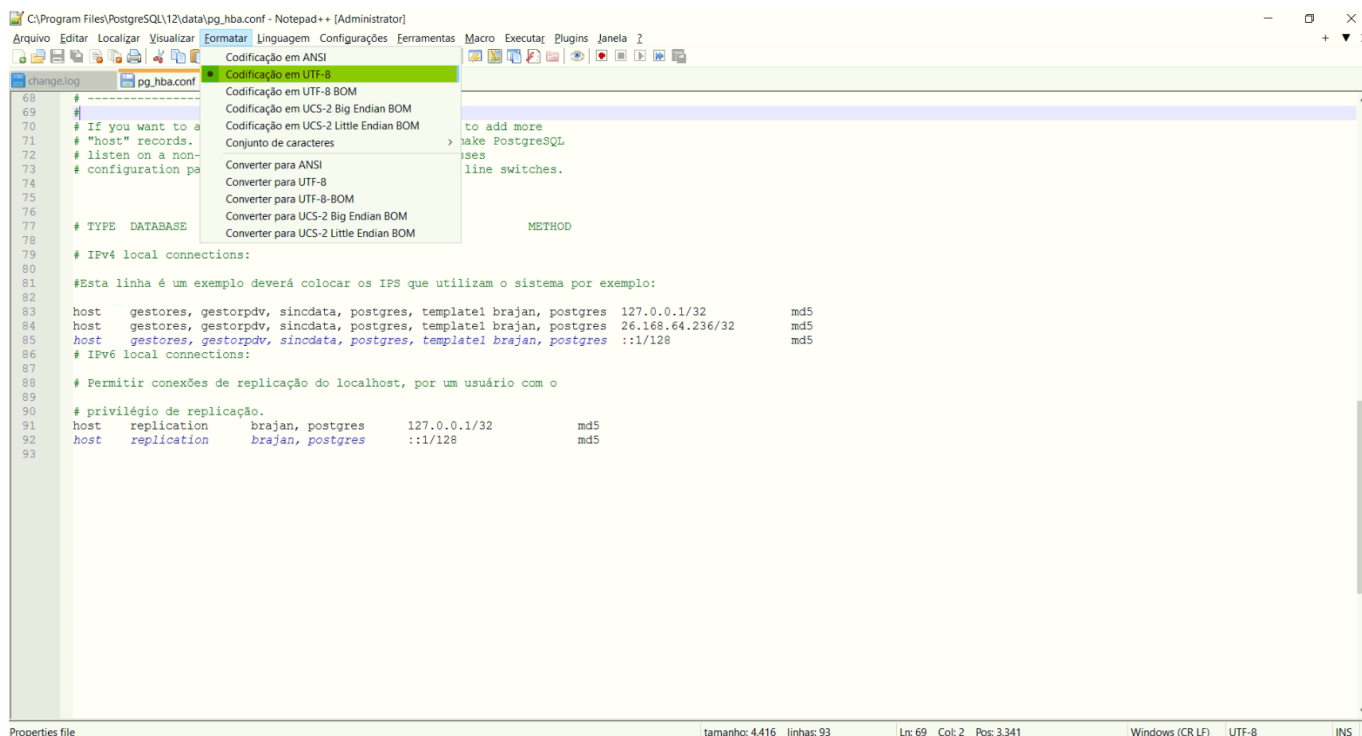 C:\Program Files\PostgreSQL\12\data\pg_hba.conf - Notepad++ [Administrator]
Arquivo Editar Localizar Visualizar Formatar Linguagem Configurações Ferramentas Macro Executar Plugins Janela ?
+ ▼
change.log pg_hba.conf
Codificação em ANSI
Codificação em UTF-8
Codificação em UTF-8 BOM
Codificação em UCS-2 Big Endian BOM
Codificação em UCS-2 Little Endian BOM
Conjunto de caracteres >
Converter para ANSI
Converter para UTF-8
Converter para UTF-8-BOM
Converter para UCS-2 Big Endian BOM
Converter para UCS-2 Little Endian BOM
68 # -----------------
69 #
70 # If you want to a to add more
71 # "host" records. make PostgreSQL
72 # listen on a non- sses
73 # configuration pa line switches.
74
75
76
77 # TYPE DATABASE METHOD
78
79 # IPv4 local connections:
80
81 #Esta linha é um exemplo deverá colocar os IPS que utilizam o sistema por exemplo:
82
83 host gestores, gestorpdv, sincdata, postgres, template1 brajan, postgres 127.0.0.1/32 md5
84 host gestores, gestorpdv, sincdata, postgres, template1 brajan, postgres 26.168.64.236/32 md5
85 host gestores, gestorpdv, sincdata, postgres, template1 brajan, postgres ::1/128 md5
86 # IPv6 local connections:
87
88 # Permitir conexões de replicação do localhost, por um usuário com o
89
90 # privilégio de replicação.
91 host replication brajan, postgres 127.0.0.1/32 md5
92 host replication brajan, postgres ::1/128 md5
93
Properties file tamanho: 4.416 linhas: 93 Ln: 69 Col: 2 Pos: 3.341 Windows (CR LF) UTF-8 INS